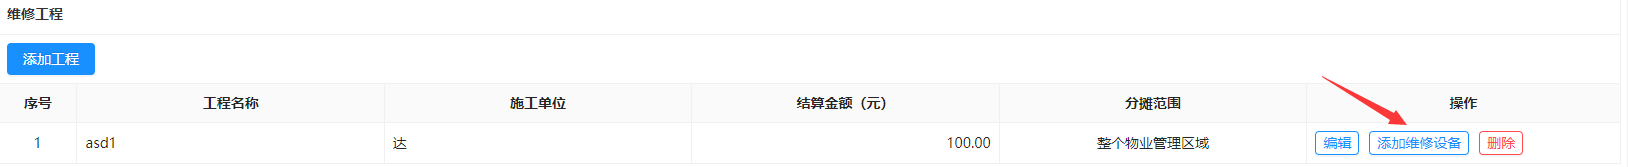 维修工程
添加工程
序号 工程名称 施工单位 结算金额（元） 分摊范围 操作
1 asd1 达 100.00 整个物业管理区域 编辑 添加维修设备 删除